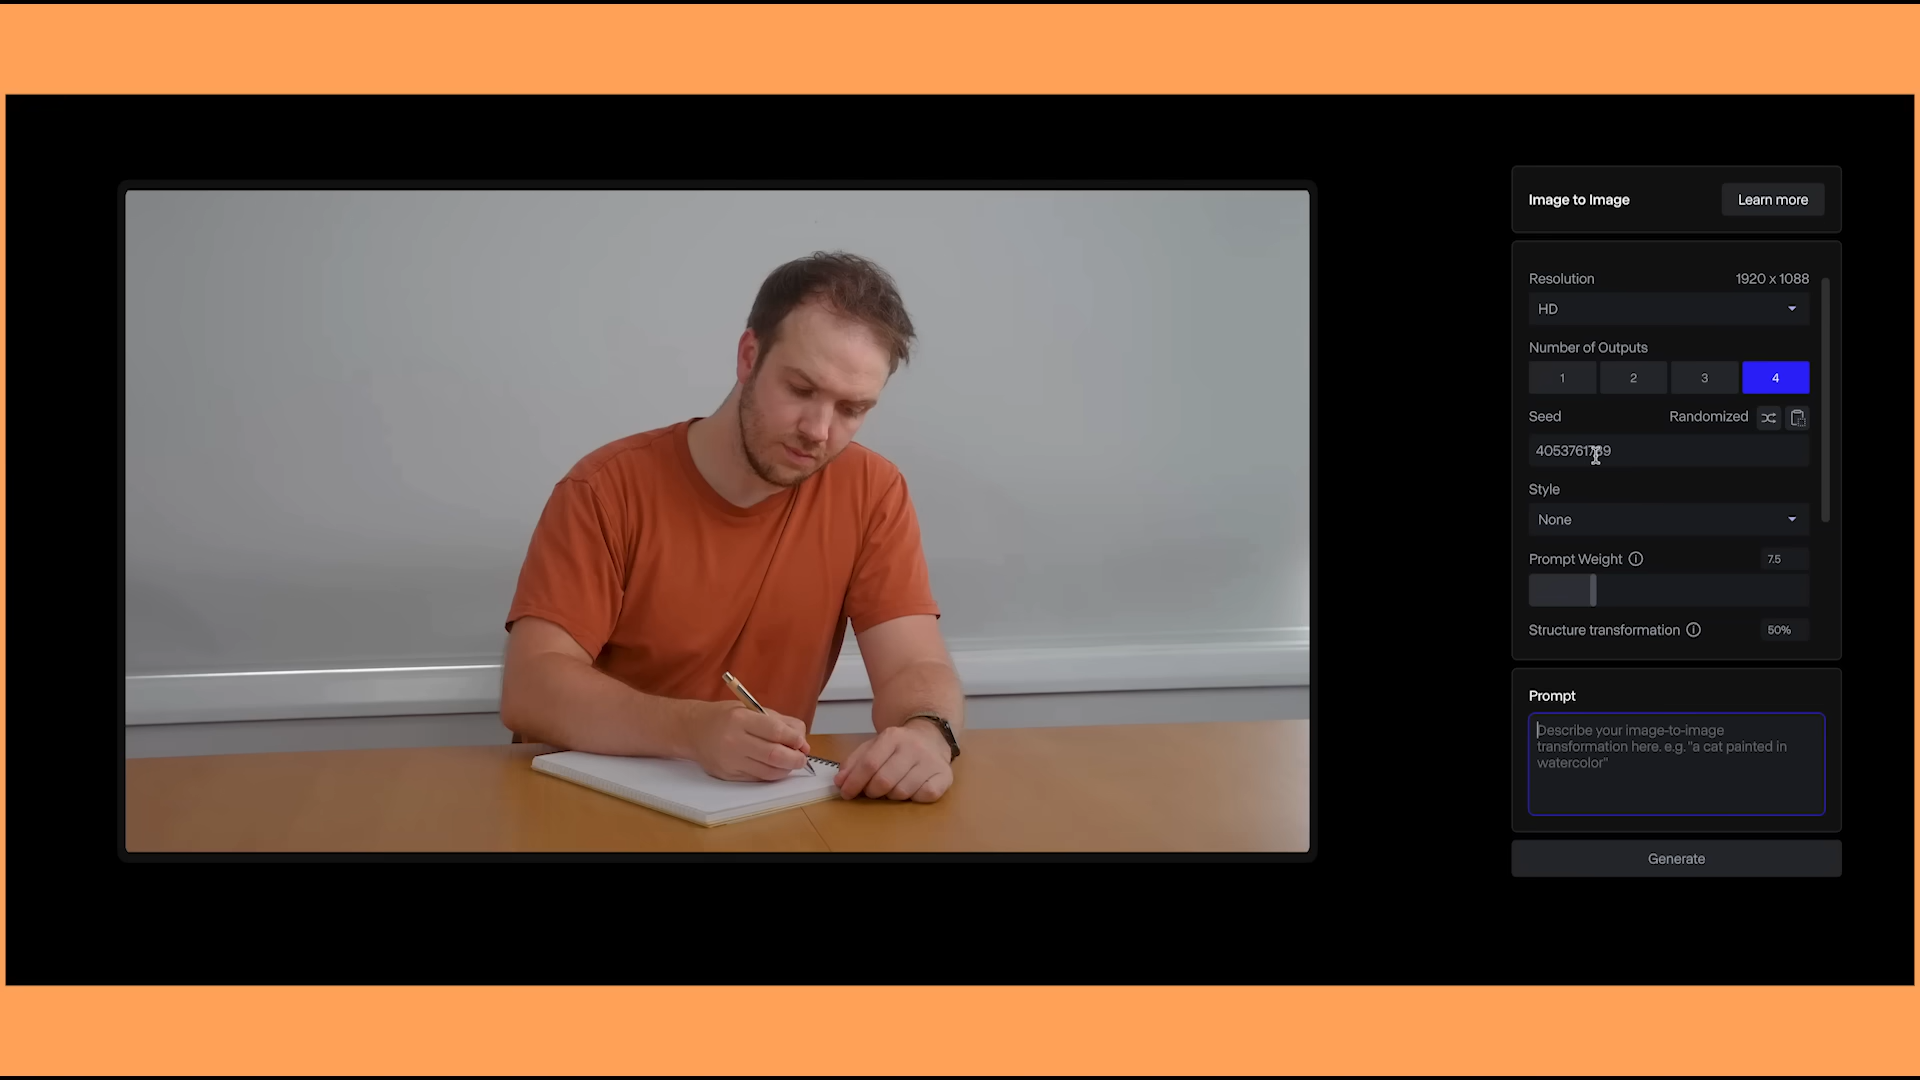 Image to Image
Learn more
Resolution
1920 x 1088
HD
Number of Outputs
1
2
3
4
Seed
Randomized
Style
None
Prompt Weight
7.5
Structure transformation
50%
Prompt
Describe your image-to-image
transformation here. e.g. "a cat painted in
watercolor"
Generate